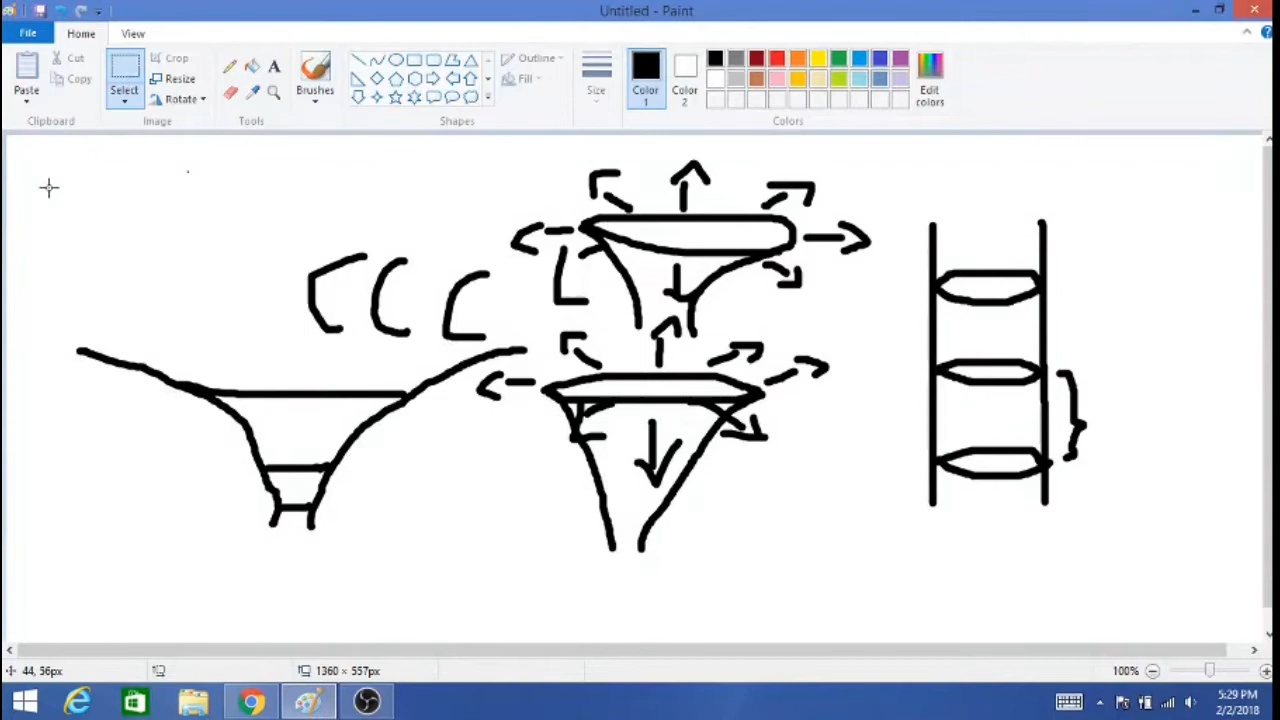 Untitled - Paint
File
Home
View
Paste
Cut
Copy
Clipboard
Select
Crop
Resize
Rotate
Image
A
Tools
Brushes
Outline
Fill
Shapes
Size
Color 1
Color 2
Edit colors
Colors
C C C
44, 56px
1360 × 557px
100%
5:29 PM
2/2/2018